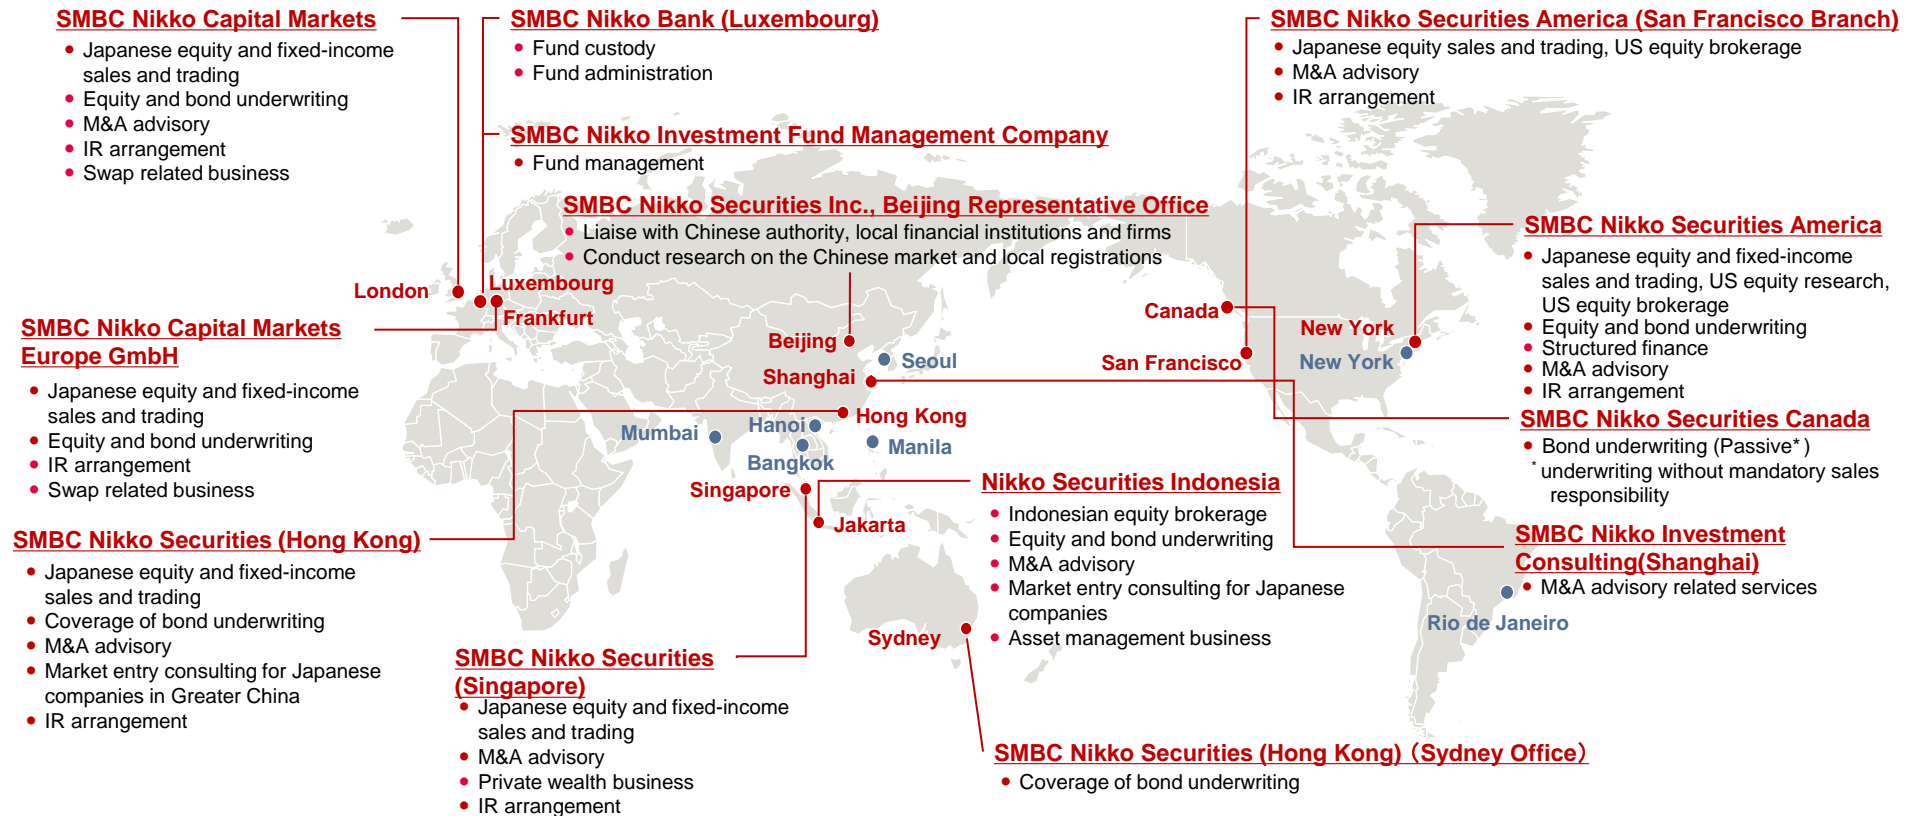 SMBC Nikko Capital Markets
• Japanese equity and fixed-income
sales and trading
• Equity and bond underwriting
• M&A advisory
• IR arrangement
• Swap related business
SMBC Nikko Bank (Luxembourg)
• Fund custody
• Fund administration
SMBC Nikko Investment Fund Management Company
• Fund management
SMBC Nikko Securities Inc., Beijing Representative Office
• Liaise with Chinese authority, local financial institutions and firms
• Conduct research on the Chinese market and local registrations
SMBC Nikko Securities America (San Francisco Branch)
• Japanese equity sales and trading, US equity brokerage
• M&A advisory
• IR arrangement
SMBC Nikko Securities America
• Japanese equity and fixed-income
sales and trading, US equity research,
US equity brokerage
• Equity and bond underwriting
• Structured finance
• M&A advisory
• IR arrangement
SMBC Nikko Securities Canada
• Bond underwriting (Passive*)
* underwriting without mandatory sales
responsibility
SMBC Nikko Investment
Consulting(Shanghai)
• M&A advisory related services
London
Luxembourg
Frankfurt
Beijing
Seoul
Shanghai
Hong Kong
Mumbai
Hanoi
Manila
Bangkok
Singapore
Jakarta
Sydney
Canada
San Francisco
New York
New York
Rio de Janeiro
SMBC Nikko Capital Markets
Europe GmbH
• Japanese equity and fixed-income
sales and trading
• Equity and bond underwriting
• IR arrangement
• Swap related business
SMBC Nikko Securities (Hong Kong)
• Japanese equity and fixed-income
sales and trading
• Coverage of bond underwriting
• M&A advisory
• Market entry consulting for Japanese
companies in Greater China
• IR arrangement
SMBC Nikko Securities
(Singapore)
• Japanese equity and fixed-income
sales and trading
• M&A advisory
• Private wealth business
• IR arrangement
Nikko Securities Indonesia
• Indonesian equity brokerage
• Equity and bond underwriting
• M&A advisory
• Market entry consulting for Japanese
companies
• Asset management business
SMBC Nikko Securities (Hong Kong)（Sydney Office）
• Coverage of bond underwriting